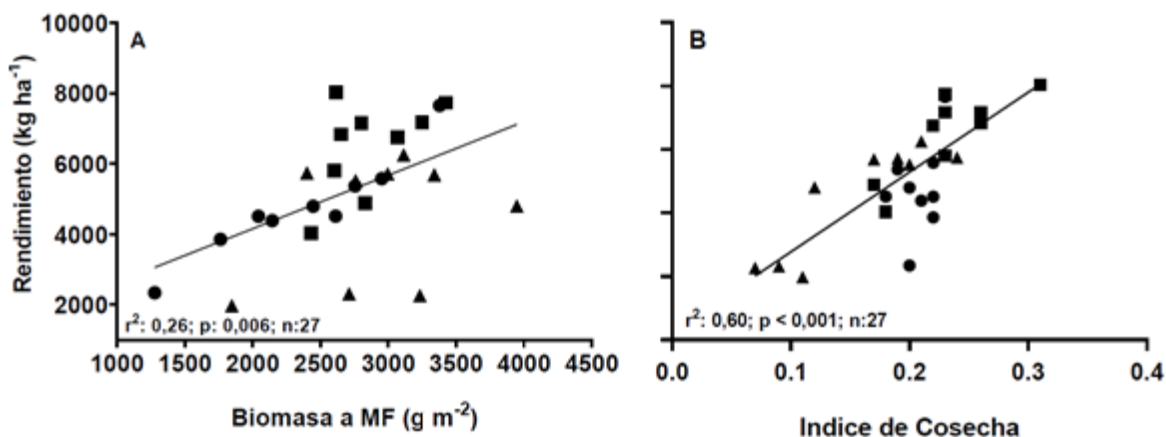 A
B
Rendimiento (kg ha-1)
10000
8000
6000
4000
2000
r2: 0,26; p: 0,006; n:27
r2: 0,60; p < 0,001; n:27
1000 1500 2000 2500 3000 3500 4000 4500
0.0 0.1 0.2 0.3 0.4
Biomasa a MF (g m-2)
Indice de Cosecha